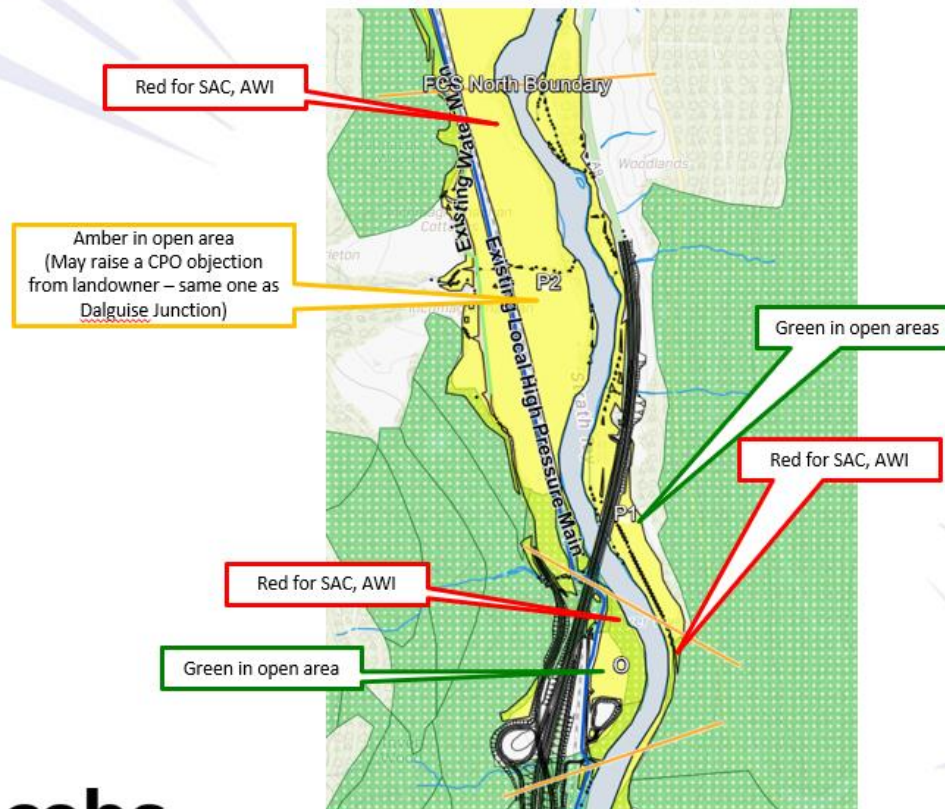 Red for SAC, AWI
FCS North Boundary
Existing Water Main
A9
Woodlands
Amber in open area
(May raise a CPO objection
from landowner – same one as
Dalguise Junction)
P2
Existing Local High Pressure Main
Green in open areas
Red for SAC, AWI
P1
Red for SAC, AWI
Green in open area
O